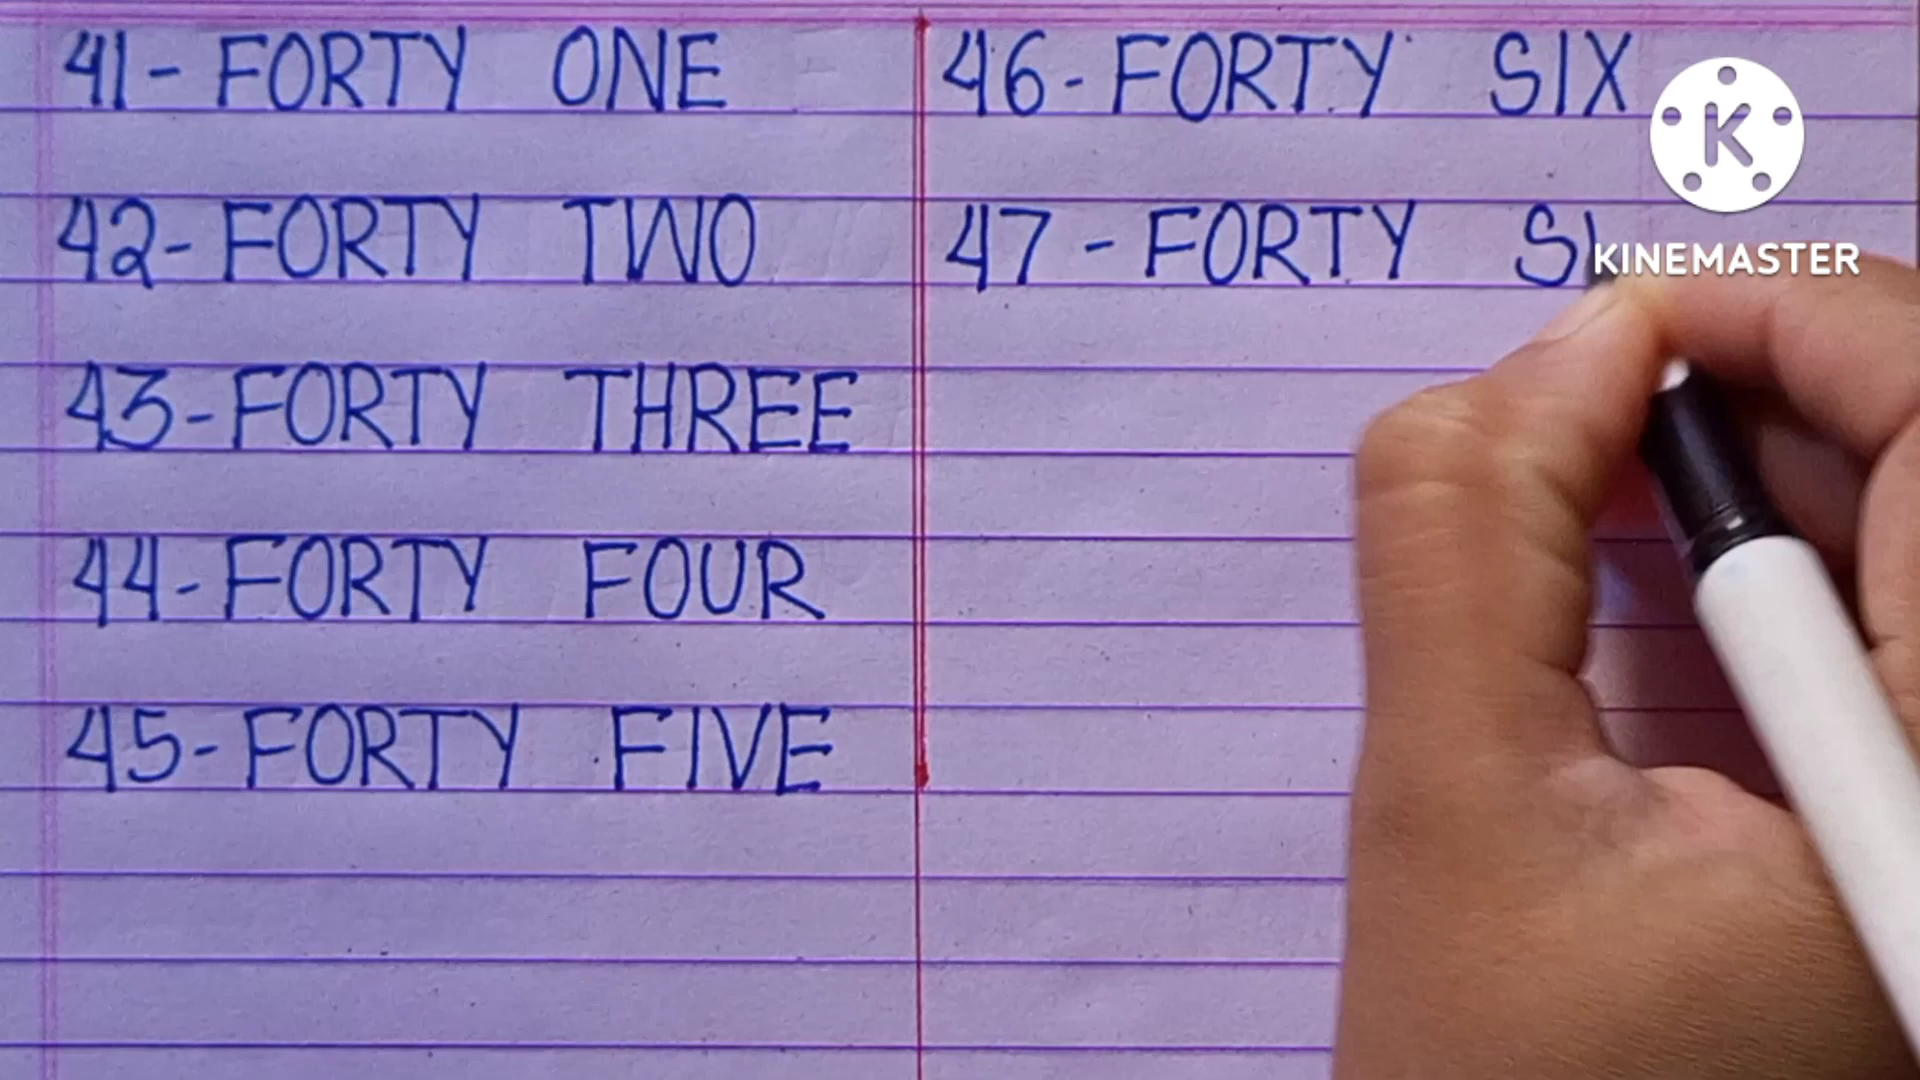 41- FORTY ONE
42- FORTY TWO
43- FORTY THREE
44- FORTY FOUR
45- FORTY FIVE
46- FORTY SIX
47 - FORTY
K
KINEMASTER